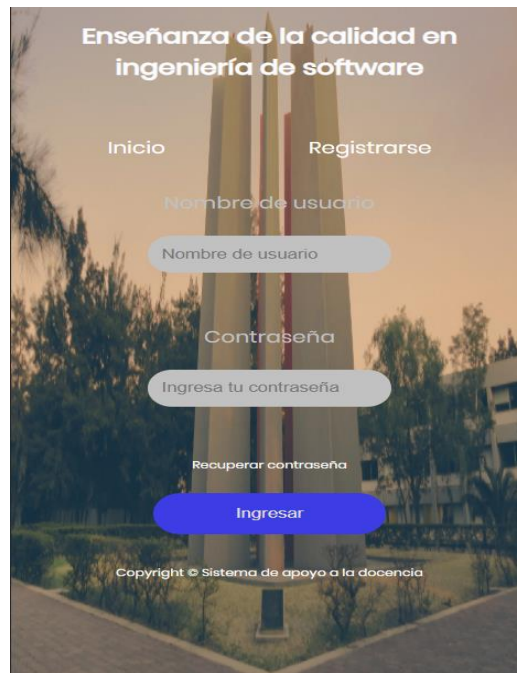 Enseñanza de la calidad en
ingeniería de software
Inicio
Registrarse
Nombre de usuario
Nombre de usuario
Contraseña
Ingresa tu contraseña
Recuperar contraseña
Ingresar
Copyright © Sistema de apoyo a la docencia